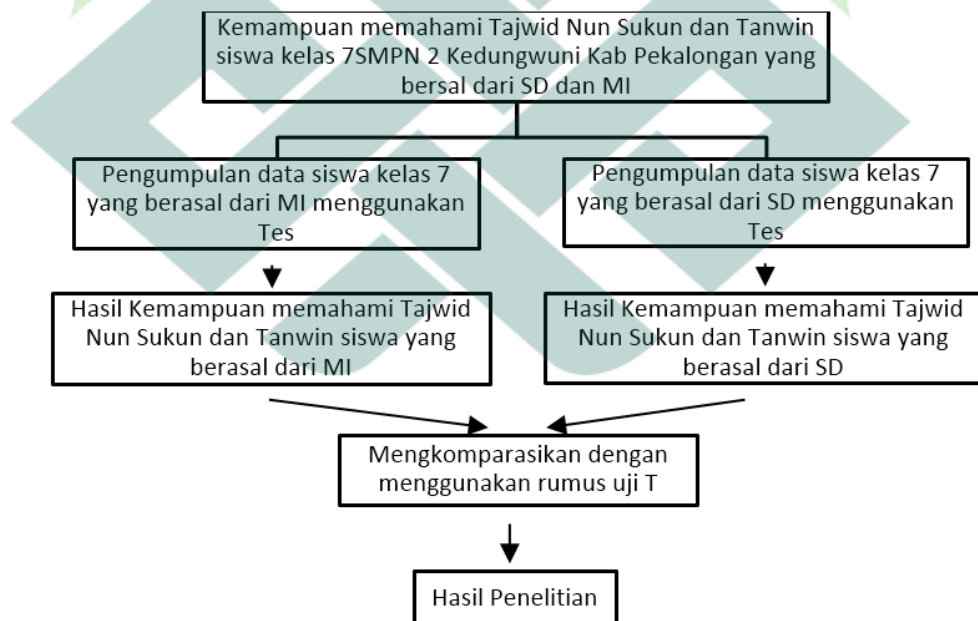 Kemampuan memahami Tajwid Nun Sukun dan Tanwin
siswa kelas 7SMPN 2 Kedungwuni Kab Pekalongan yang
bersal dari SD dan MI
Pengumpulan data siswa kelas 7
yang berasal dari MI menggunakan
Tes
Pengumpulan data siswa kelas 7
yang berasal dari SD menggunakan
Tes
Hasil Kemampuan memahami Tajwid
Nun Sukun dan Tanwin siswa yang
berasal dari MI
Hasil Kemampuan memahami Tajwid
Nun Sukun dan Tanwin siswa yang
berasal dari SD
Mengkomparasikan dengan
menggunakan rumus uji T
Hasil Penelitian